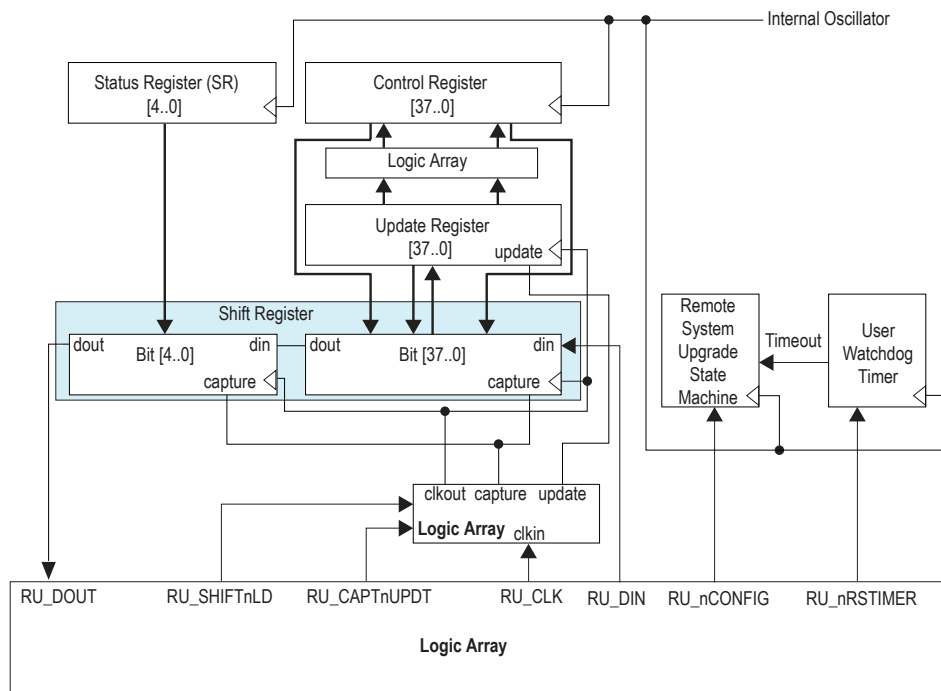 Internal Oscillator
Status Register (SR)
[4..0]
Control Register
[37..0]
Logic Array
Update Register
[37..0]
update
Shift Register
dout
Bit [4..0]
din
capture
dout
Bit [37..0]
din
capture
Remote
System
Upgrade
State
Machine
Timeout
User
Watchdog
Timer
clkout capture update
Logic Array
clkin
RU_DOUT
RU_SHIFTnLD
RU_CAPTnUPDT
RU_CLK
RU_DIN
RU_nCONFIG
RU_nRSTIMER
Logic Array